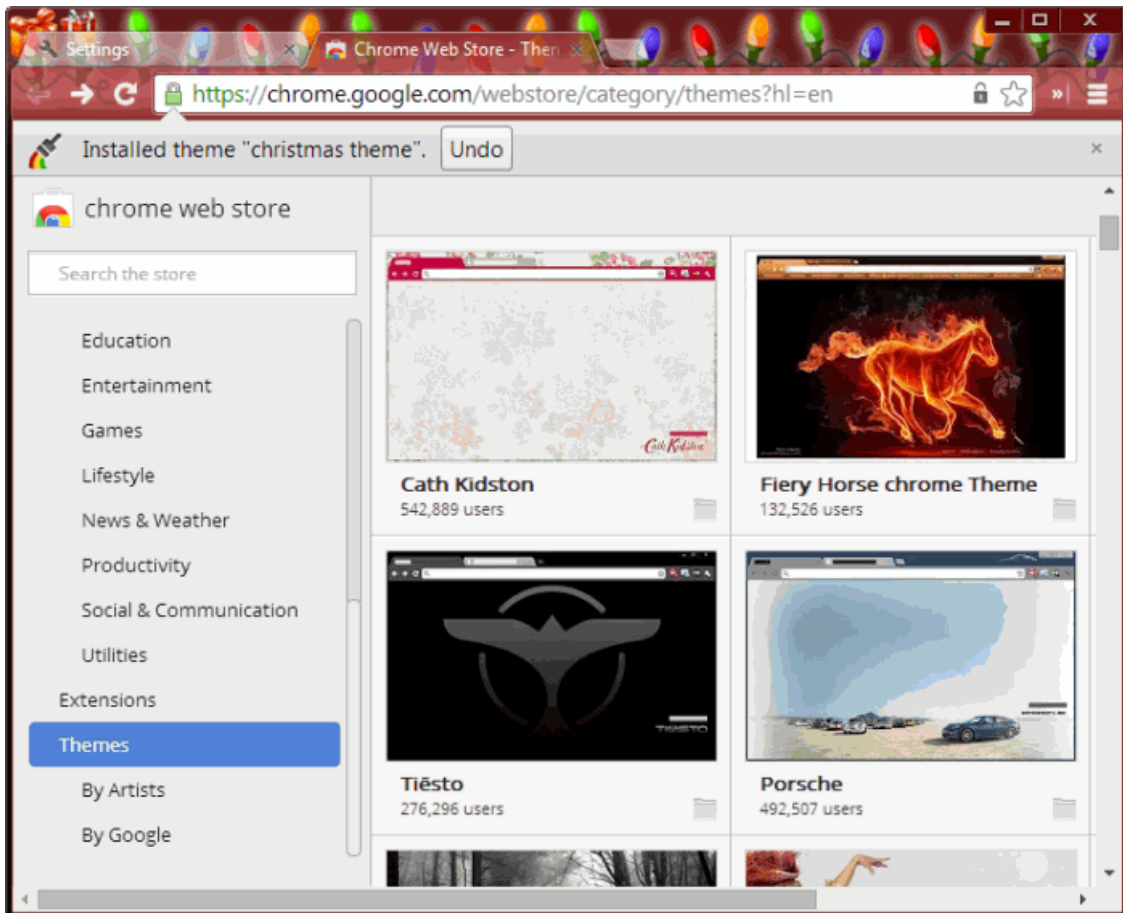 Settings
Chrome Web Store - Then
https://chrome.google.com/webstore/category/themes?hl=en
Installed theme "christmas theme". Undo
chrome web store
Search the store
Education
Entertainment
Games
Lifestyle
News & Weather
Productivity
Social & Communication
Utilities
Extensions
Themes
By Artists
By Google
Cath Kidston
Cath Kidston
542,889 users
Fiery Horse chrome Theme
132,526 users
TIËSTO
Tiësto
276,296 users
Porsche
492,507 users